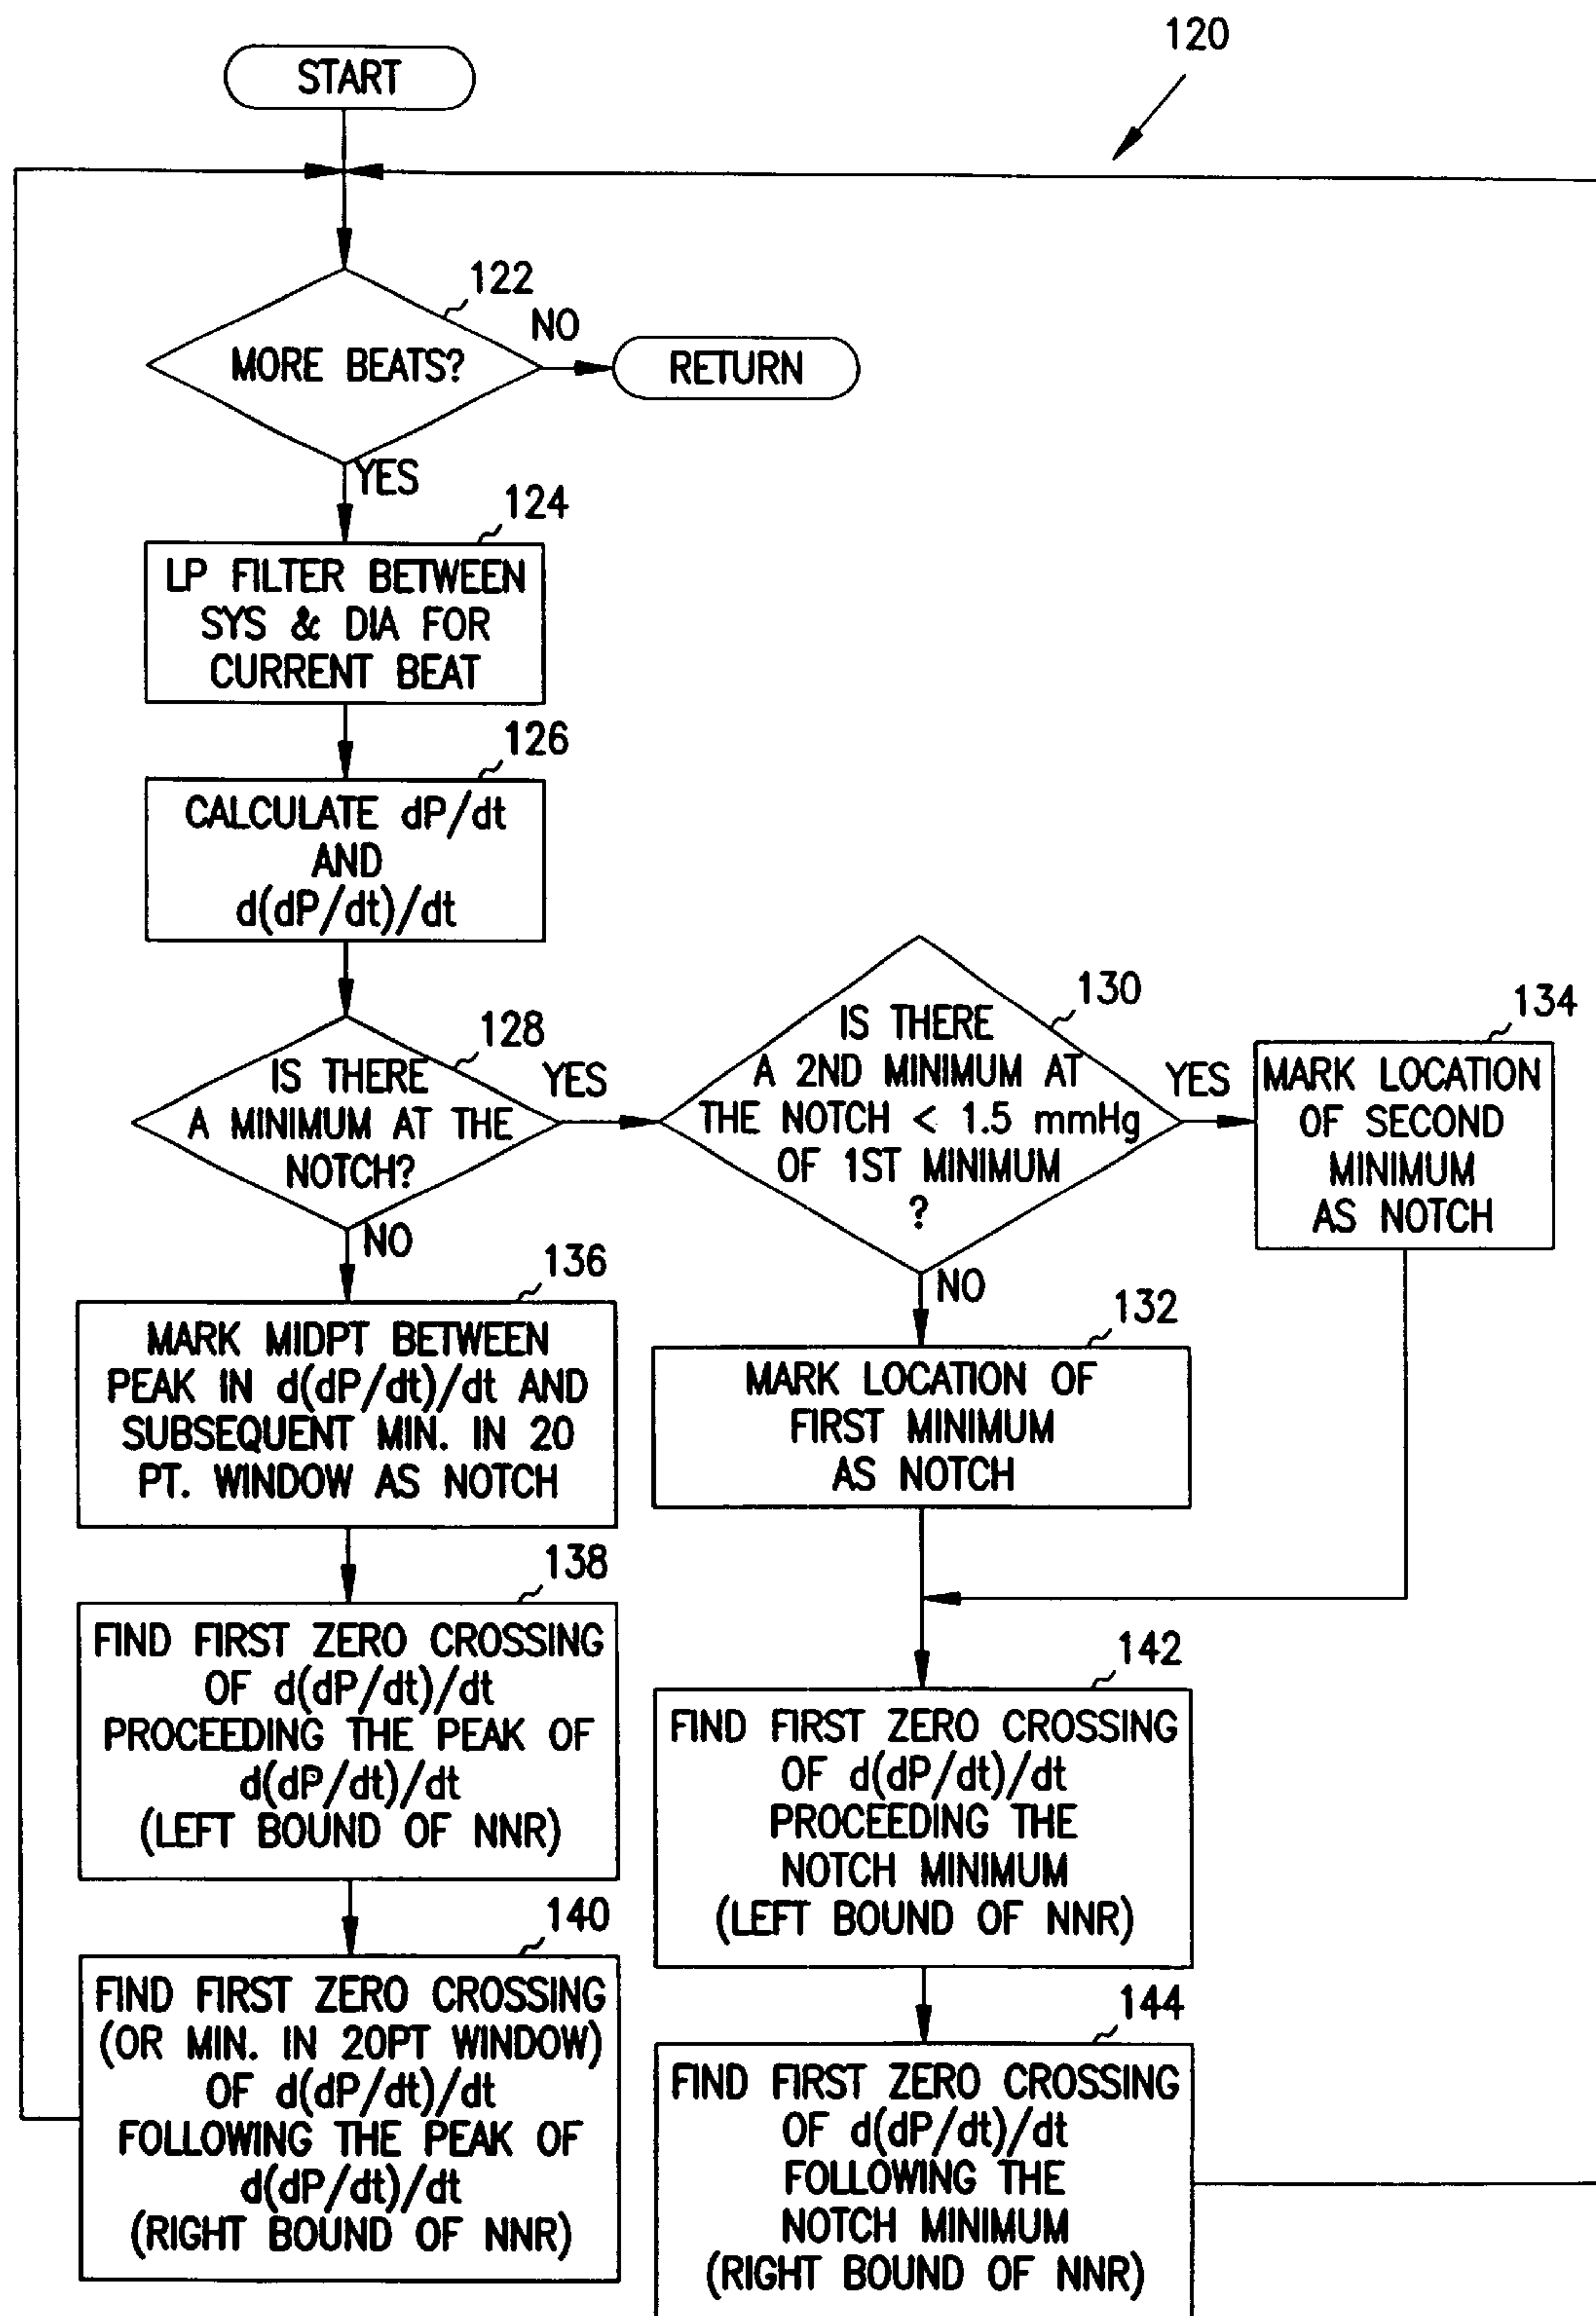 120
START
122
MORE BEATS?
NO
RETURN
YES
124
LP FILTER BETWEEN
SYS & DIA FOR
CURRENT BEAT
126
CALCULATE dP/dt
AND
d(dP/dt)/dt
128
IS THERE
A MINIMUM AT THE
NOTCH?
YES
130
IS THERE
A 2ND MINIMUM AT
THE NOTCH < 1.5 mmHg
OF 1ST MINIMUM
?
YES
134
MARK LOCATION
OF SECOND
MINIMUM
AS NOTCH
NO
136
MARK MIDPT BETWEEN
PEAK IN d(dP/dt)/dt AND
SUBSEQUENT MIN. IN 20
PT. WINDOW AS NOTCH
NO
132
MARK LOCATION OF
FIRST MINIMUM
AS NOTCH
138
FIND FIRST ZERO CROSSING
OF d(dP/dt)/dt
PROCEEDING THE PEAK OF
d(dP/dt)/dt
(LEFT BOUND OF NNR)
142
FIND FIRST ZERO CROSSING
OF d(dP/dt)/dt
PROCEEDING THE
NOTCH MINIMUM
(LEFT BOUND OF NNR)
140
FIND FIRST ZERO CROSSING
(OR MIN. IN 20PT WINDOW)
OF d(dP/dt)/dt
FOLLOWING THE PEAK OF
d(dP/dt)/dt
(RIGHT BOUND OF NNR)
144
FIND FIRST ZERO CROSSING
OF d(dP/dt)/dt
FOLLOWING THE
NOTCH MINIMUM
(RIGHT BOUND OF NNR)